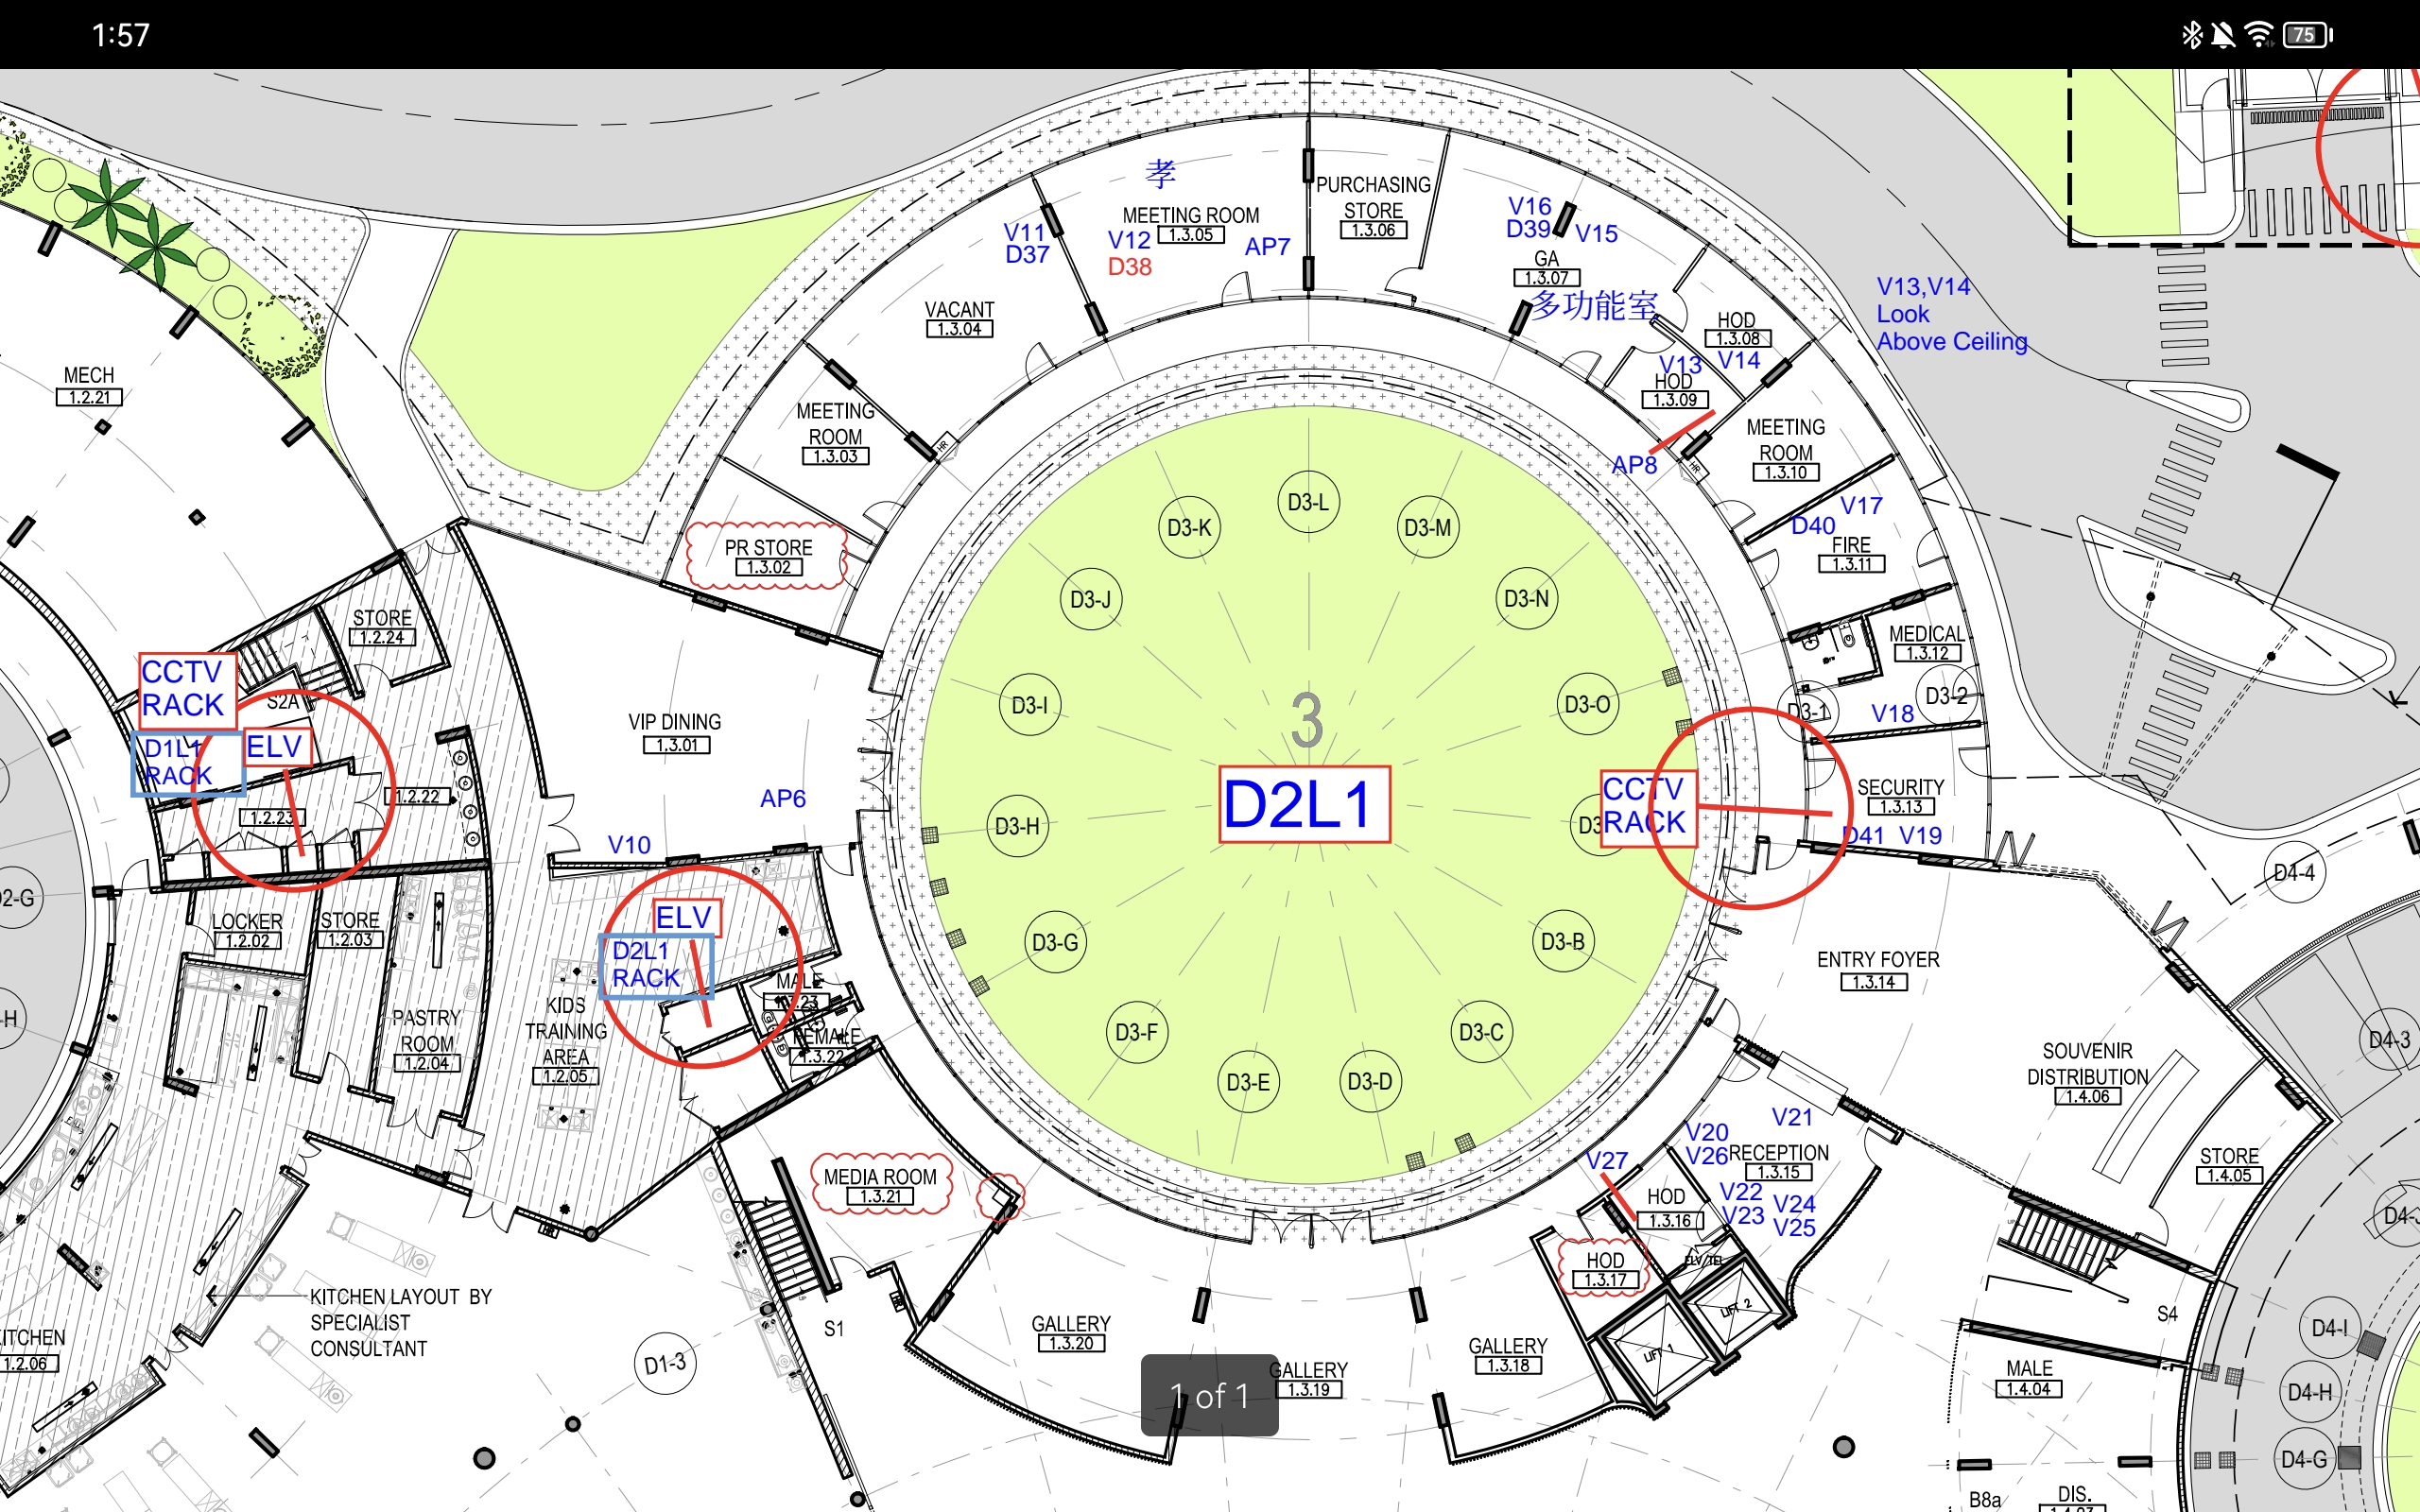 1:57
75
孝
MEETING ROOM
1.3.05
V11
D37
V12
D38
AP7
PURCHASING
STORE
1.3.06
V16
D39
V15
GA
1.3.07
多功能室
HOD
1.3.08
V13
V14
HOD
1.3.09
V13,V14
Look
Above Ceiling
VACANT
1.3.04
MECH
1.2.21
MEETING
ROOM
1.3.03
HR
AP8
HR
MEETING
ROOM
1.3.10
V17
D40
FIRE
1.3.11
PR STORE
1.3.02
D3-K
D3-L
D3-M
D3-J
D3-N
D3-I
D3-O
D3-H
D3
D3-G
D3-B
D3-F
D3-C
D3-E
D3-D
3
D2L1
CCTV
RACK
MEDICAL
1.3.12
D3-1
D3-2
V18
SECURITY
1.3.13
D41
V19
STORE
1.2.24
CCTV
RACK
S2A
D1L1
RACK
ELV
1.2.23
1.2.22
VIP DINING
1.3.01
AP6
V10
ELV
D2L1
RACK
2-G
-H
LOCKER
1.2.02
STORE
1.2.03
PASTRY
ROOM
1.2.04
KIDS
TRAINING
AREA
1.2.05
MALE
FEMALE
1.3.22
D4-4
D4-3
ENTRY FOYER
1.3.14
SOUVENIR
DISTRIBUTION
1.4.06
STORE
1.4.05
V21
V20
V26
RECEPTION
1.3.15
V22
V23
V24
V25
V27
HOD
1.3.16
HOD
1.3.17
ELV/TEL
LIFT 1
LIFT 2
MEDIA ROOM
1.3.21
S1
GALLERY
1.3.20
GALLERY
1.3.19
GALLERY
1.3.18
1 of 1
KITCHEN LAYOUT BY
SPECIALIST
CONSULTANT
ITCHEN
1.2.06
D1-3
S4
MALE
1.4.04
D4-I
D4-H
D4-G
B8a
DIS.